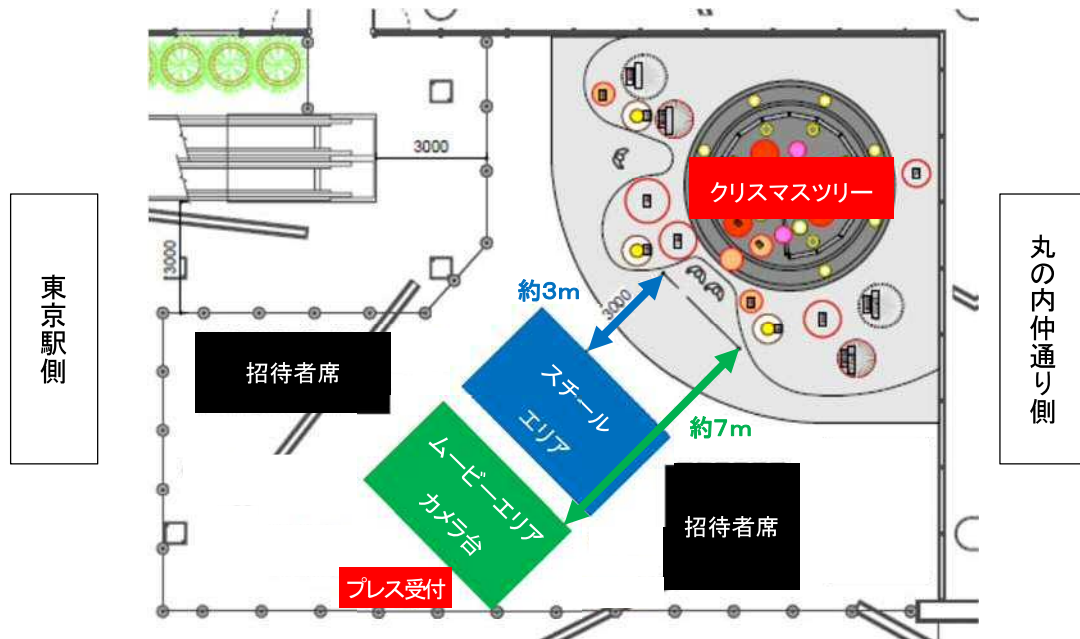 3000
クリスマスツリー
東京駅側
3000
約3m
3000
丸の内仲通り側
招待者席
スチール
エリア
約7m
ムービーエリア
カメラ台
招待者席
プレス受付